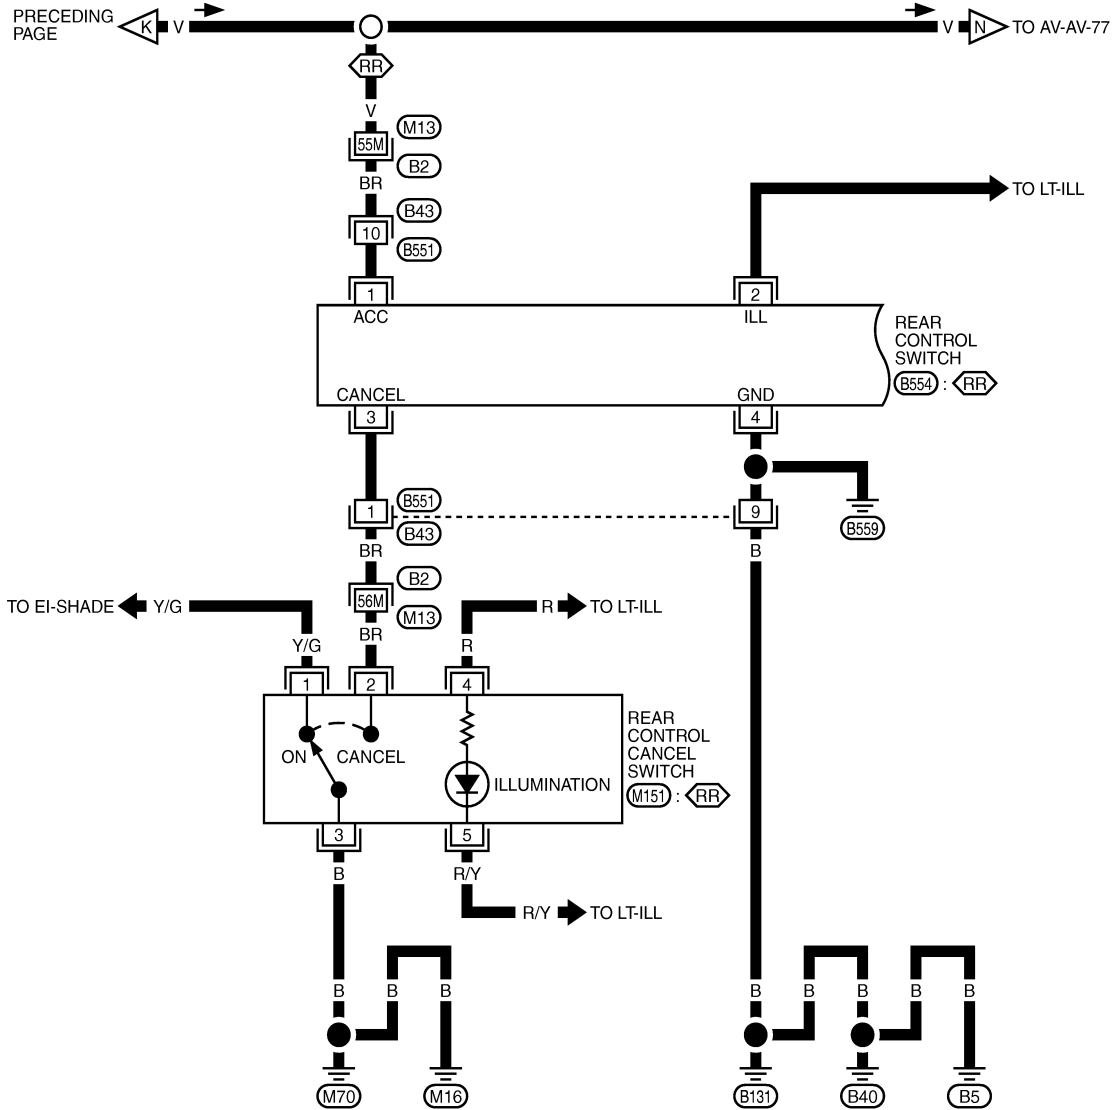 PRECEDING
PAGE
K
V
V
N
TO AV-AV-77
RR
V
55M
M13
B2
BR
B43
10
B551
TO LT-ILL
1
ACC
2
ILL
REAR
CONTROL
SWITCH
B554 : RR
CANCEL
3
GND
4
B551
1
B43
9
B559
BR
B
B2
TO EI-SHADE
Y/G
56M
R
TO LT-ILL
M13
BR
Y/G
R
1
2
4
REAR
CONTROL
CANCEL
SWITCH
M151 : RR
ON
CANCEL
ILLUMINATION
3
5
B
R/Y
R/Y
TO LT-ILL
B
B
B
B
B
B
B
B
M70
M16
B131
B40
B5